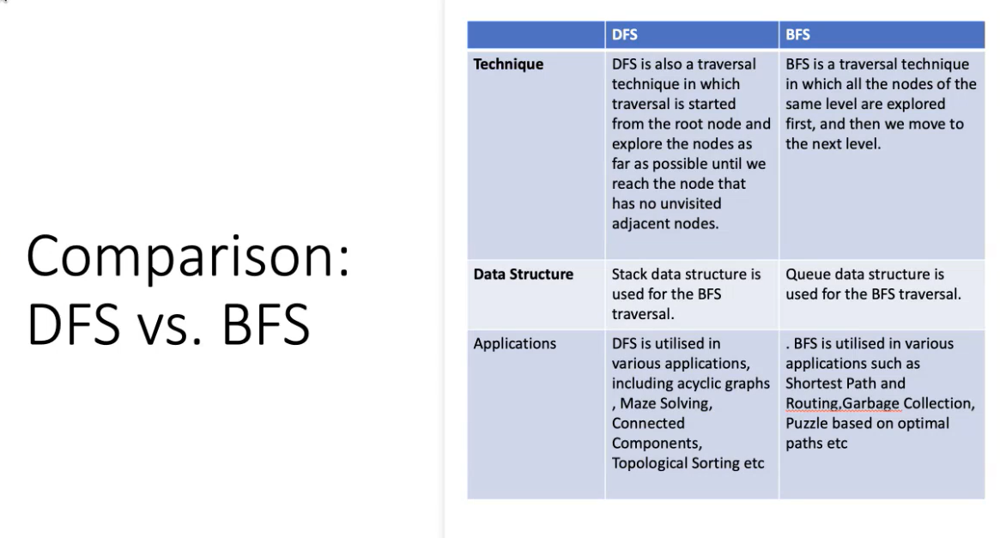 Comparison:
DFS vs. BFS
DFS
BFS
Technique
DFS is also a traversal
technique in which
traversal is started
from the root node and
explore the nodes as
far as possible until we
reach the node that
has no unvisited
adjacent nodes.
BFS is a traversal technique
in which all the nodes of the
same level are explored
first, and then we move to
the next level.
Data Structure
Stack data structure is
used for the BFS
traversal.
Queue data structure is
used for the BFS traversal.
Applications
DFS is utilised in
various applications,
including acyclic graphs
, Maze Solving,
Connected
Components,
Topological Sorting etc
. BFS is utilised in various
applications such as
Shortest Path and
Routing,Garbage Collection,
Puzzle based on optimal
paths etc